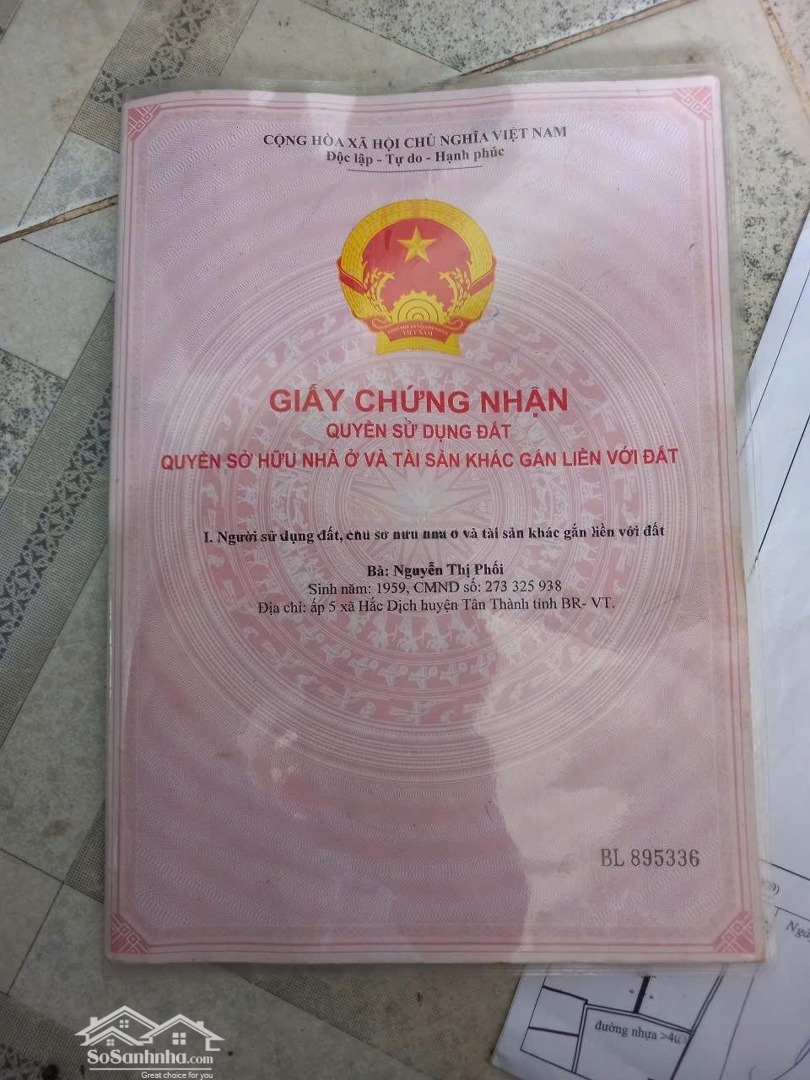 CỘNG HÒA XÃ HỘI CHỦ NGHĨA VIỆT NAM
Độc lập - Tự do - Hạnh phúc
VIỆT NAM
GIẤY CHỨNG NHẬN
QUYỀN SỬ DỤNG ĐẤT
QUYỀN SỞ HỮU NHÀ Ở VÀ TÀI SẢN KHÁC GẮN LIỀN VỚI ĐẤT
I. Người sử dụng đất, chủ sở hữu nhà ở và tài sản khác gắn liền với đất
Bà: Nguyễn Thị Phối
Sinh năm: 1959, CMND số: 273 325 938
Địa chỉ: ấp 5 xã Hắc Dịch huyện Tân Thành tỉnh BR- VT.
BL 895336
đường nhựa >4
SoSanhnha.com
Great choice for you